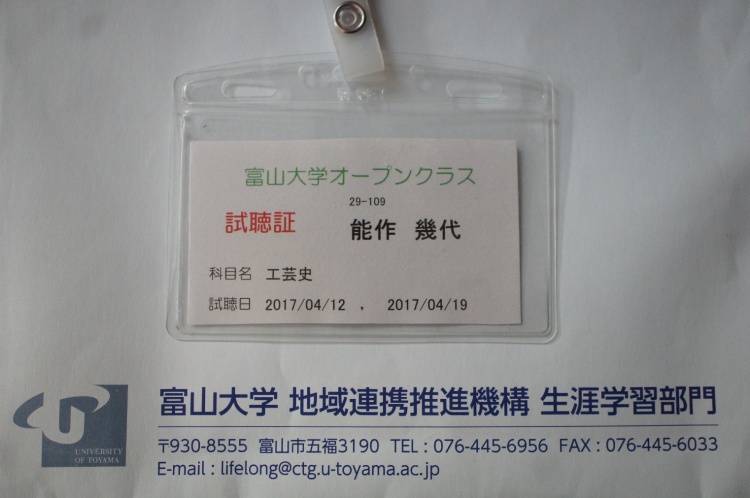 富山大学オープンクラス
29-109
試聴証 能作 幾代
科目名 工芸史
試聴日 2017/04/12 , 2017/04/19
富山大学 地域連携推進機構 生涯学習部門
〒930-8555 富山市五福3190 TEL : 076-445-6956 FAX : 076-445-6033
E-mail : lifelong@ctg.u-toyama.ac.jp
UNIVERSITY
OF TOYAMA